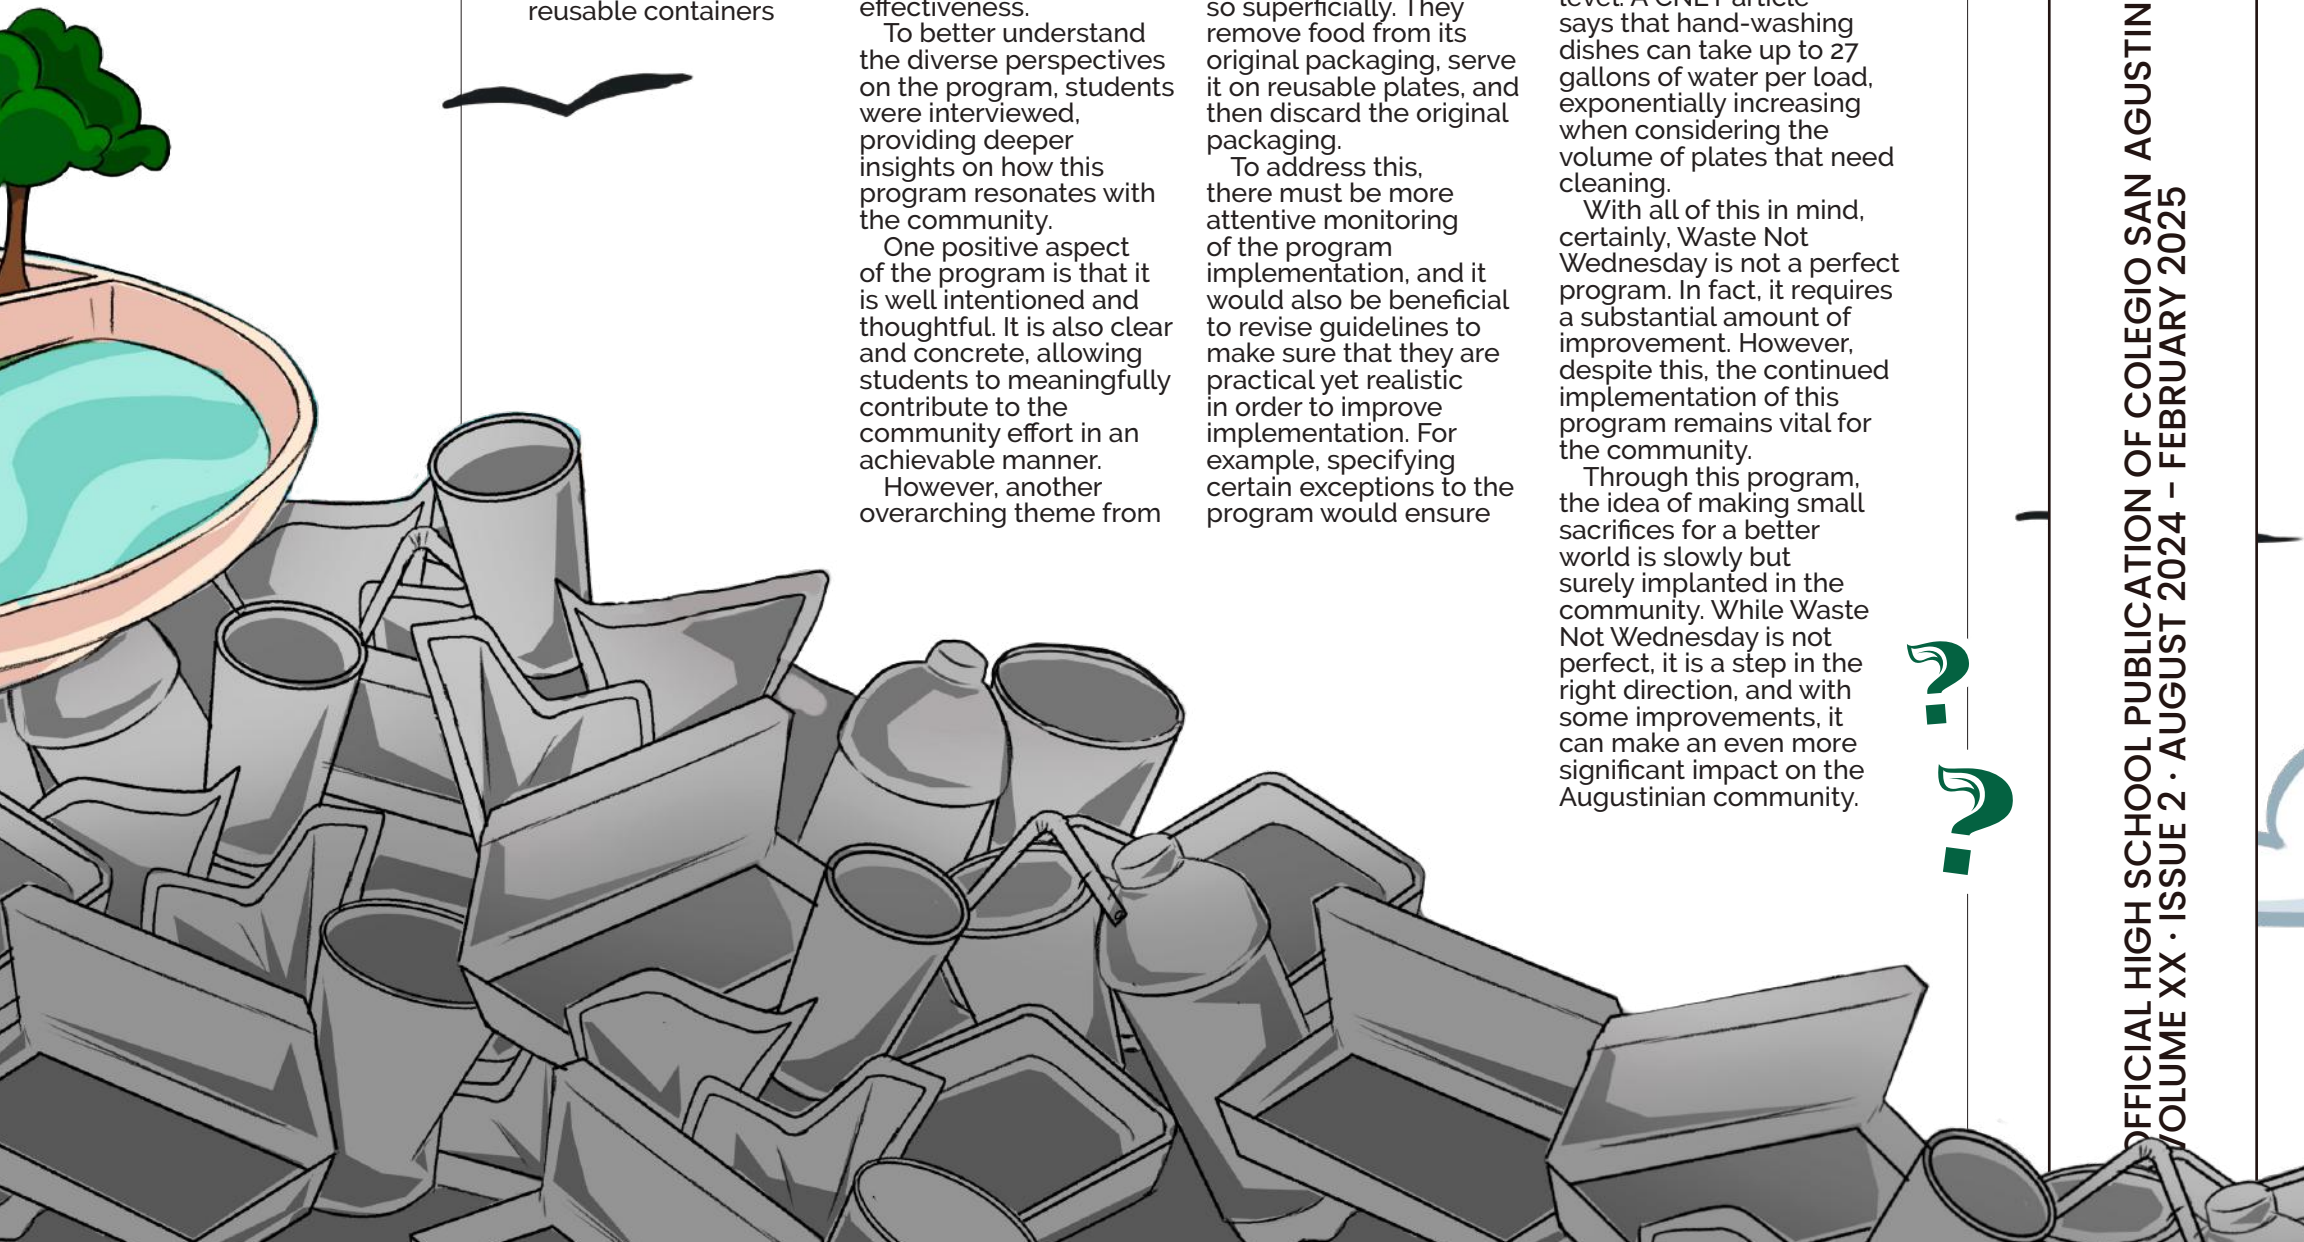 reusable containers
effectiveness.
To better understand
the diverse perspectives
on the program, students
were interviewed,
providing deeper
insights on how this
program resonates with
the community.
One positive aspect
of the program is that it
is well intentioned and
thoughtful. It is also clear
and concrete, allowing
students to meaningfully
contribute to the
community effort in an
achievable manner.
However, another
overarching theme from
so superficially. They
remove food from its
original packaging, serve
it on reusable plates, and
then discard the original
packaging.
To address this,
there must be more
attentive monitoring
of the program
implementation, and it
would also be beneficial
to revise guidelines to
make sure that they are
practical yet realistic
in order to improve
implementation. For
example, specifying
certain exceptions to the
program would ensure
level. A CNET article
says that hand-washing
dishes can take up to 27
gallons of water per load,
exponentially increasing
when considering the
volume of plates that need
cleaning.
With all of this in mind,
certainly, Waste Not
Wednesday is not a perfect
program. In fact, it requires
a substantial amount of
improvement. However,
despite this, the continued
implementation of this
program remains vital for
the community.
Through this program,
the idea of making small
sacrifices for a better
world is slowly but
surely implanted in the
community. While Waste
Not Wednesday is not
perfect, it is a step in the
right direction, and with
some improvements, it
can make an even more
significant impact on the
Augustinian community.
?
?
OFFICIAL HIGH SCHOOL PUBLICATION OF COLEGIO SAN AGUSTIN
VOLUME XX · ISSUE 2 · AUGUST 2024 – FEBRUARY 2025